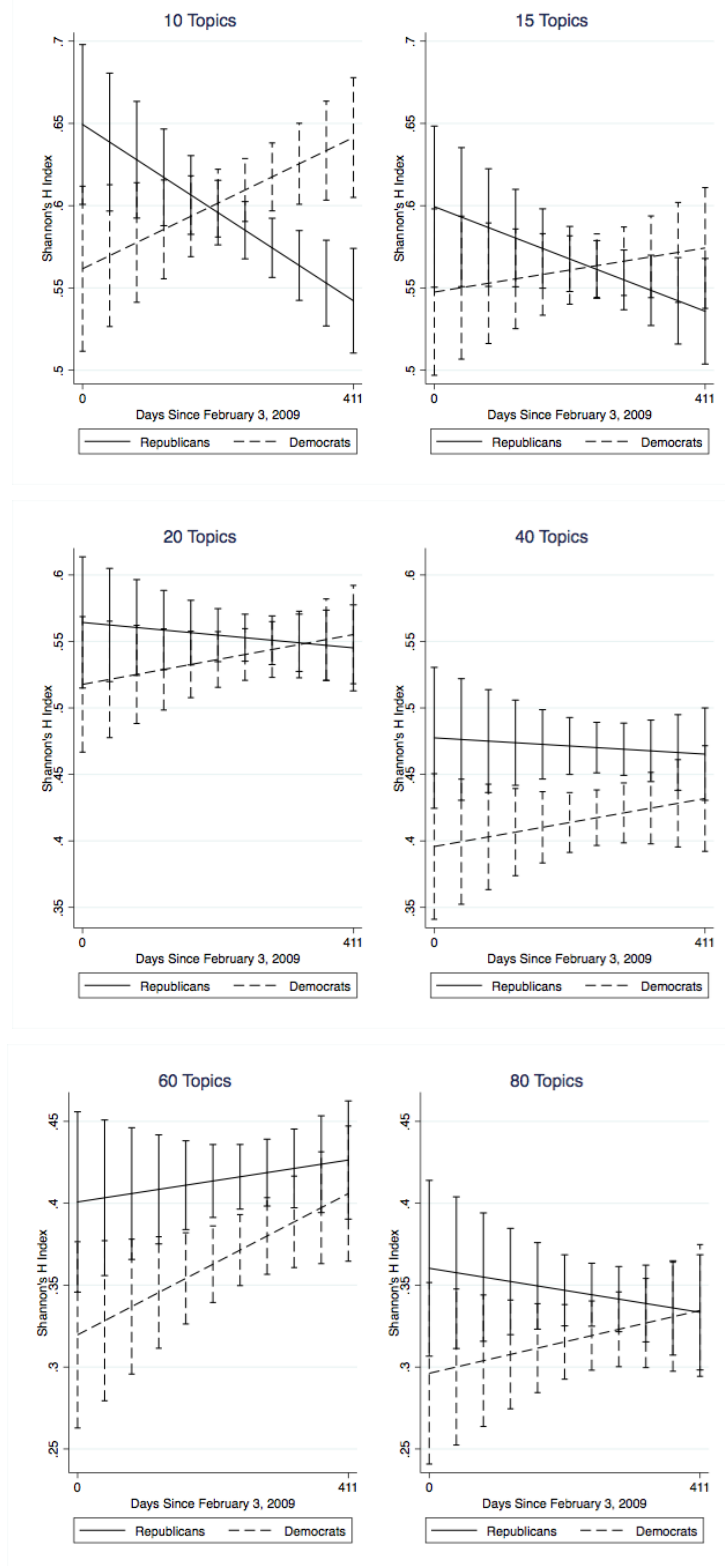 10 Topics
Shannon's H Index
.7
.65
.6
.55
.5
0
411
Days Since February 3, 2009
Republicans
Democrats
15 Topics
Shannon's H Index
.7
.65
.6
.55
.5
0
411
Days Since February 3, 2009
Republicans
Democrats
20 Topics
Shannon's H Index
.6
.55
.5
.45
.4
.35
0
411
Days Since February 3, 2009
Republicans
Democrats
40 Topics
Shannon's H Index
.6
.55
.5
.45
.4
.35
0
411
Days Since February 3, 2009
Republicans
Democrats
60 Topics
Shannon's H Index
.45
.4
.35
.3
.25
0
411
Days Since February 3, 2009
Republicans
Democrats
80 Topics
Shannon's H Index
.45
.4
.35
.3
.25
0
411
Days Since February 3, 2009
Republicans
Democrats